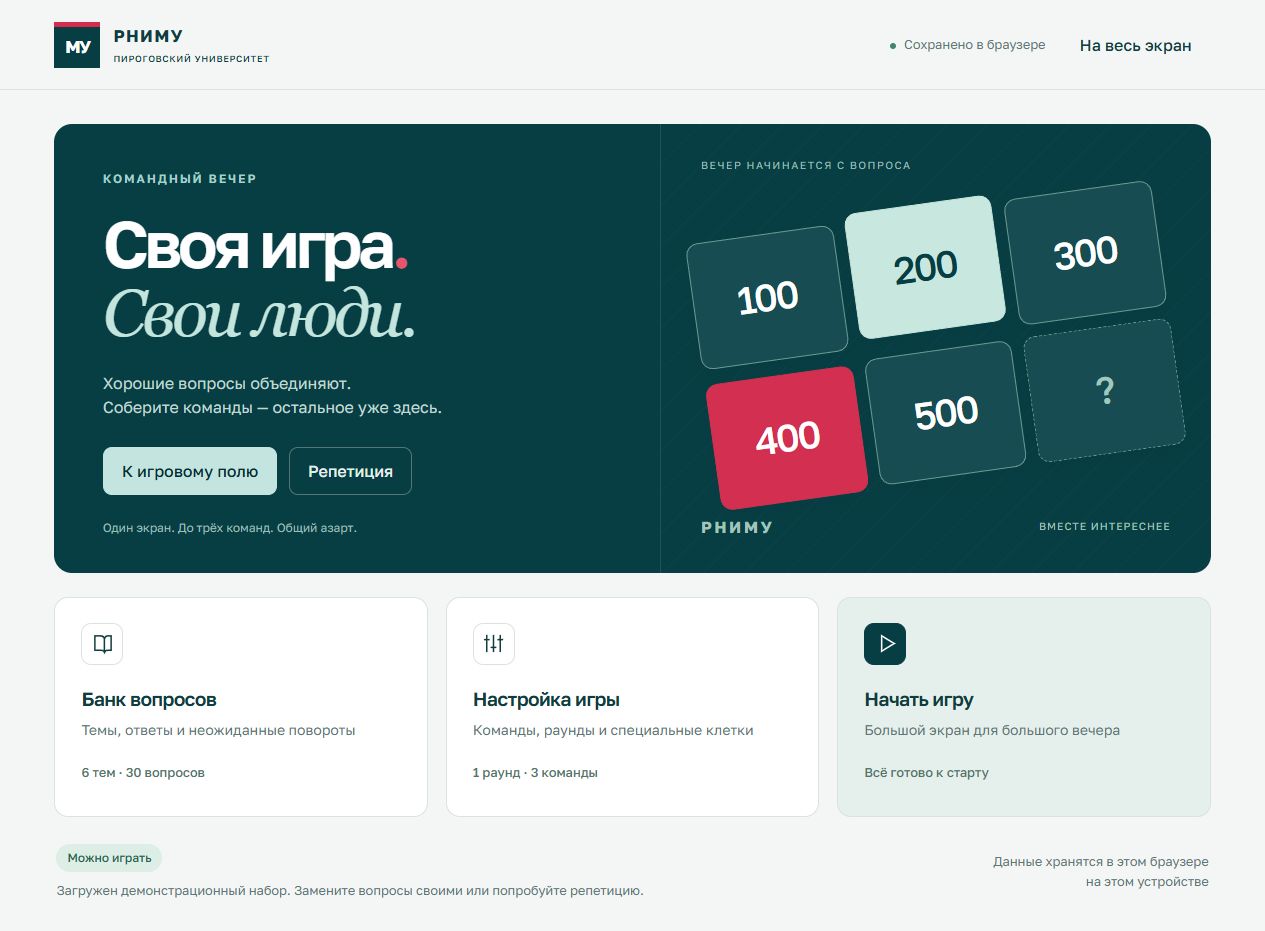 МУ
РНИМУ
ПИРОГОВСКИЙ УНИВЕРСИТЕТ
Сохранено в браузере
На весь экран
КОМАНДНЫЙ ВЕЧЕР
Своя игра.
Свои люди.
Хорошие вопросы объединяют.
Соберите команды — остальное уже здесь.
К игровому полю
Репетиция
Один экран. До трёх команд. Общий азарт.
ВЕЧЕР НАЧИНАЕТСЯ С ВОПРОСА
100
200
300
400
500
?
РНИМУ
ВМЕСТЕ ИНТЕРЕСНЕЕ
Банк вопросов
Темы, ответы и неожиданные повороты
6 тем · 30 вопросов
Настройка игры
Команды, раунды и специальные клетки
1 раунд · 3 команды
Начать игру
Большой экран для большого вечера
Всё готово к старту
Можно играть
Загружен демонстрационный набор. Замените вопросы своими или попробуйте репетицию.
Данные хранятся в этом браузере
на этом устройстве